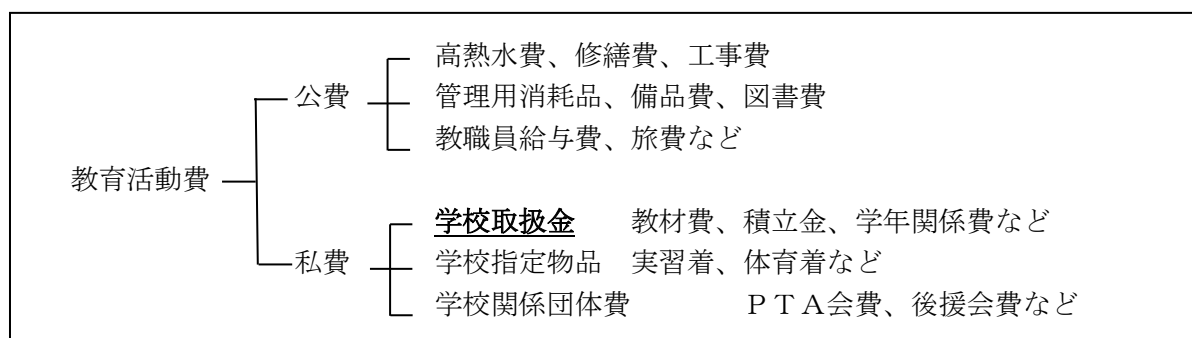 高熱水費、修繕費、工事費
公費
管理用消耗品、備品費、図書費
教職員給与費、旅費など
教育活動費
学校取扱金 教材費、積立金、学年関係費など
私費
学校指定物品 実習着、体育着など
学校関係団体費 ＰＴＡ会費、後援会費など